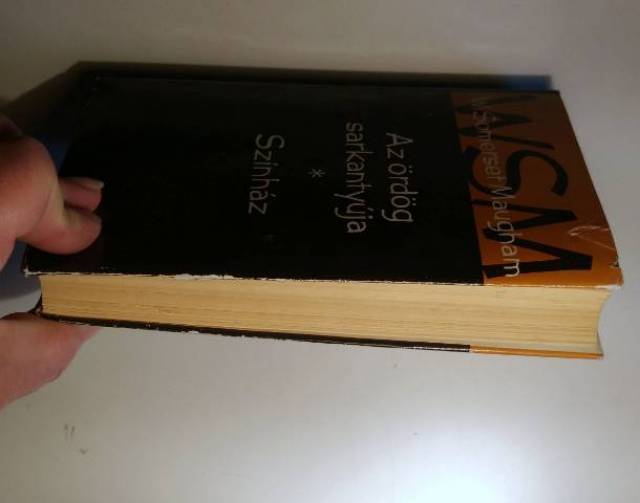 WSM
W. Somerset Maugham
Az ördög
sarkantyúja
*
Színház